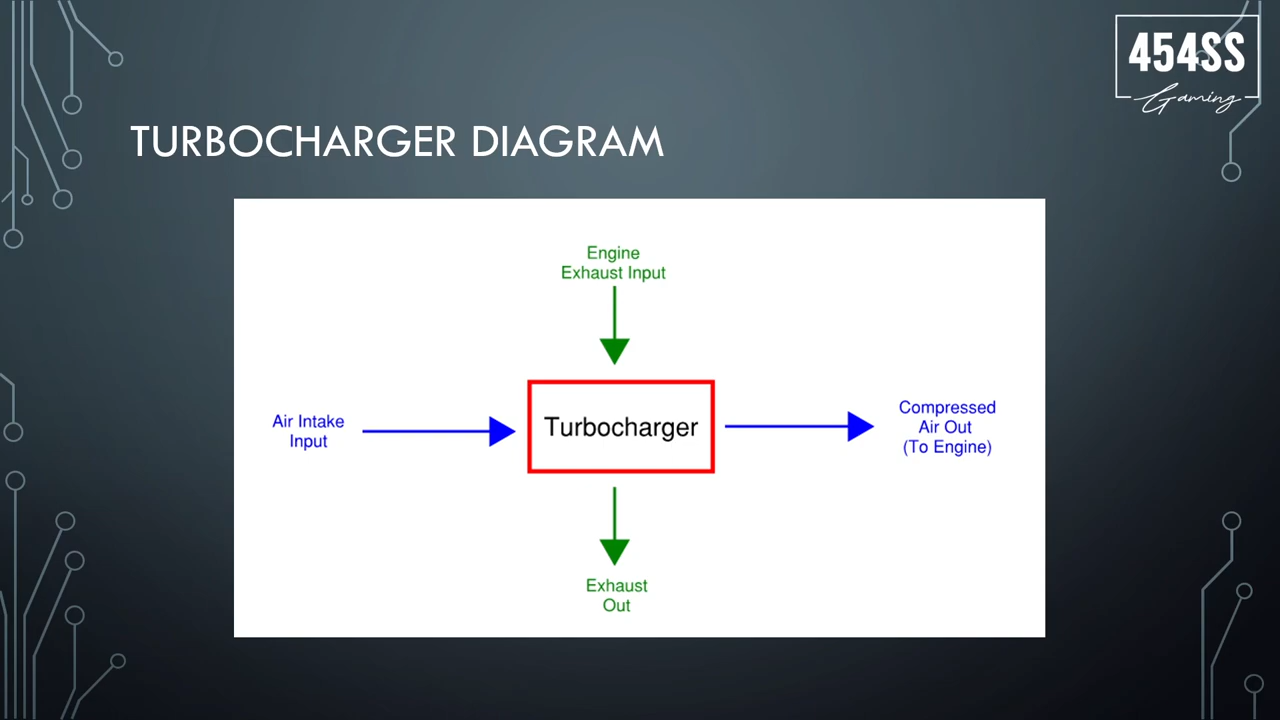 454SS
Gaming
TURBOCHARGER DIAGRAM
Engine
Exhaust Input
Air Intake
Input
Turbocharger
Compressed
Air Out
(To Engine)
Exhaust
Out